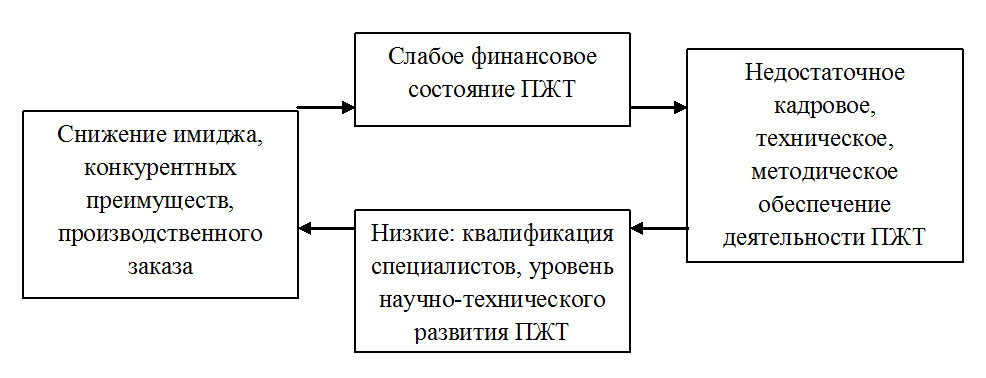 Слабое финансовое
состояние ПЖТ
Недостаточное
кадровое,
техническое,
методическое
обеспечение
деятельности ПЖТ
Низкие: квалификация
специалистов, уровень
научно-технического
развития ПЖТ
Снижение имиджа,
конкурентных
преимуществ,
производственного
заказа